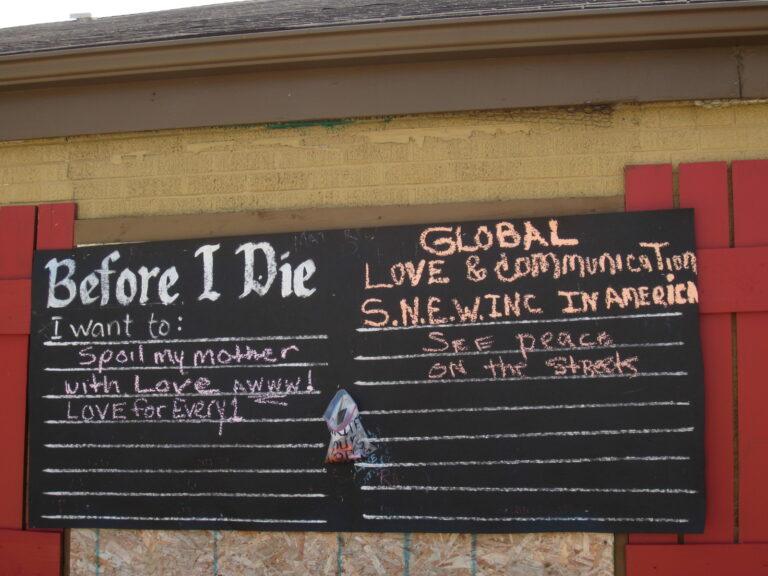 Before I Die
I want to:
Spoil my mother
with Love AWWW!
LOVE for Every1
GLOBAL
LOVE & Communication
S.N.E.W.INC IN AMERICA
SEE peace
on the Streets